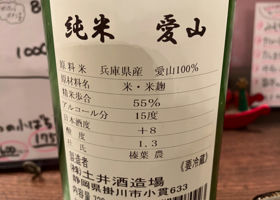 純米 愛山
原料米 兵庫県産 愛山100%
原材料名 米・米麹
精米歩合 55%
アルコール分 15度
日本酒度 +8
酸度 1.3
杜氏 榛葉 農
(要冷蔵)
製造者
(株)土井酒造場
静岡県掛川市小貫633